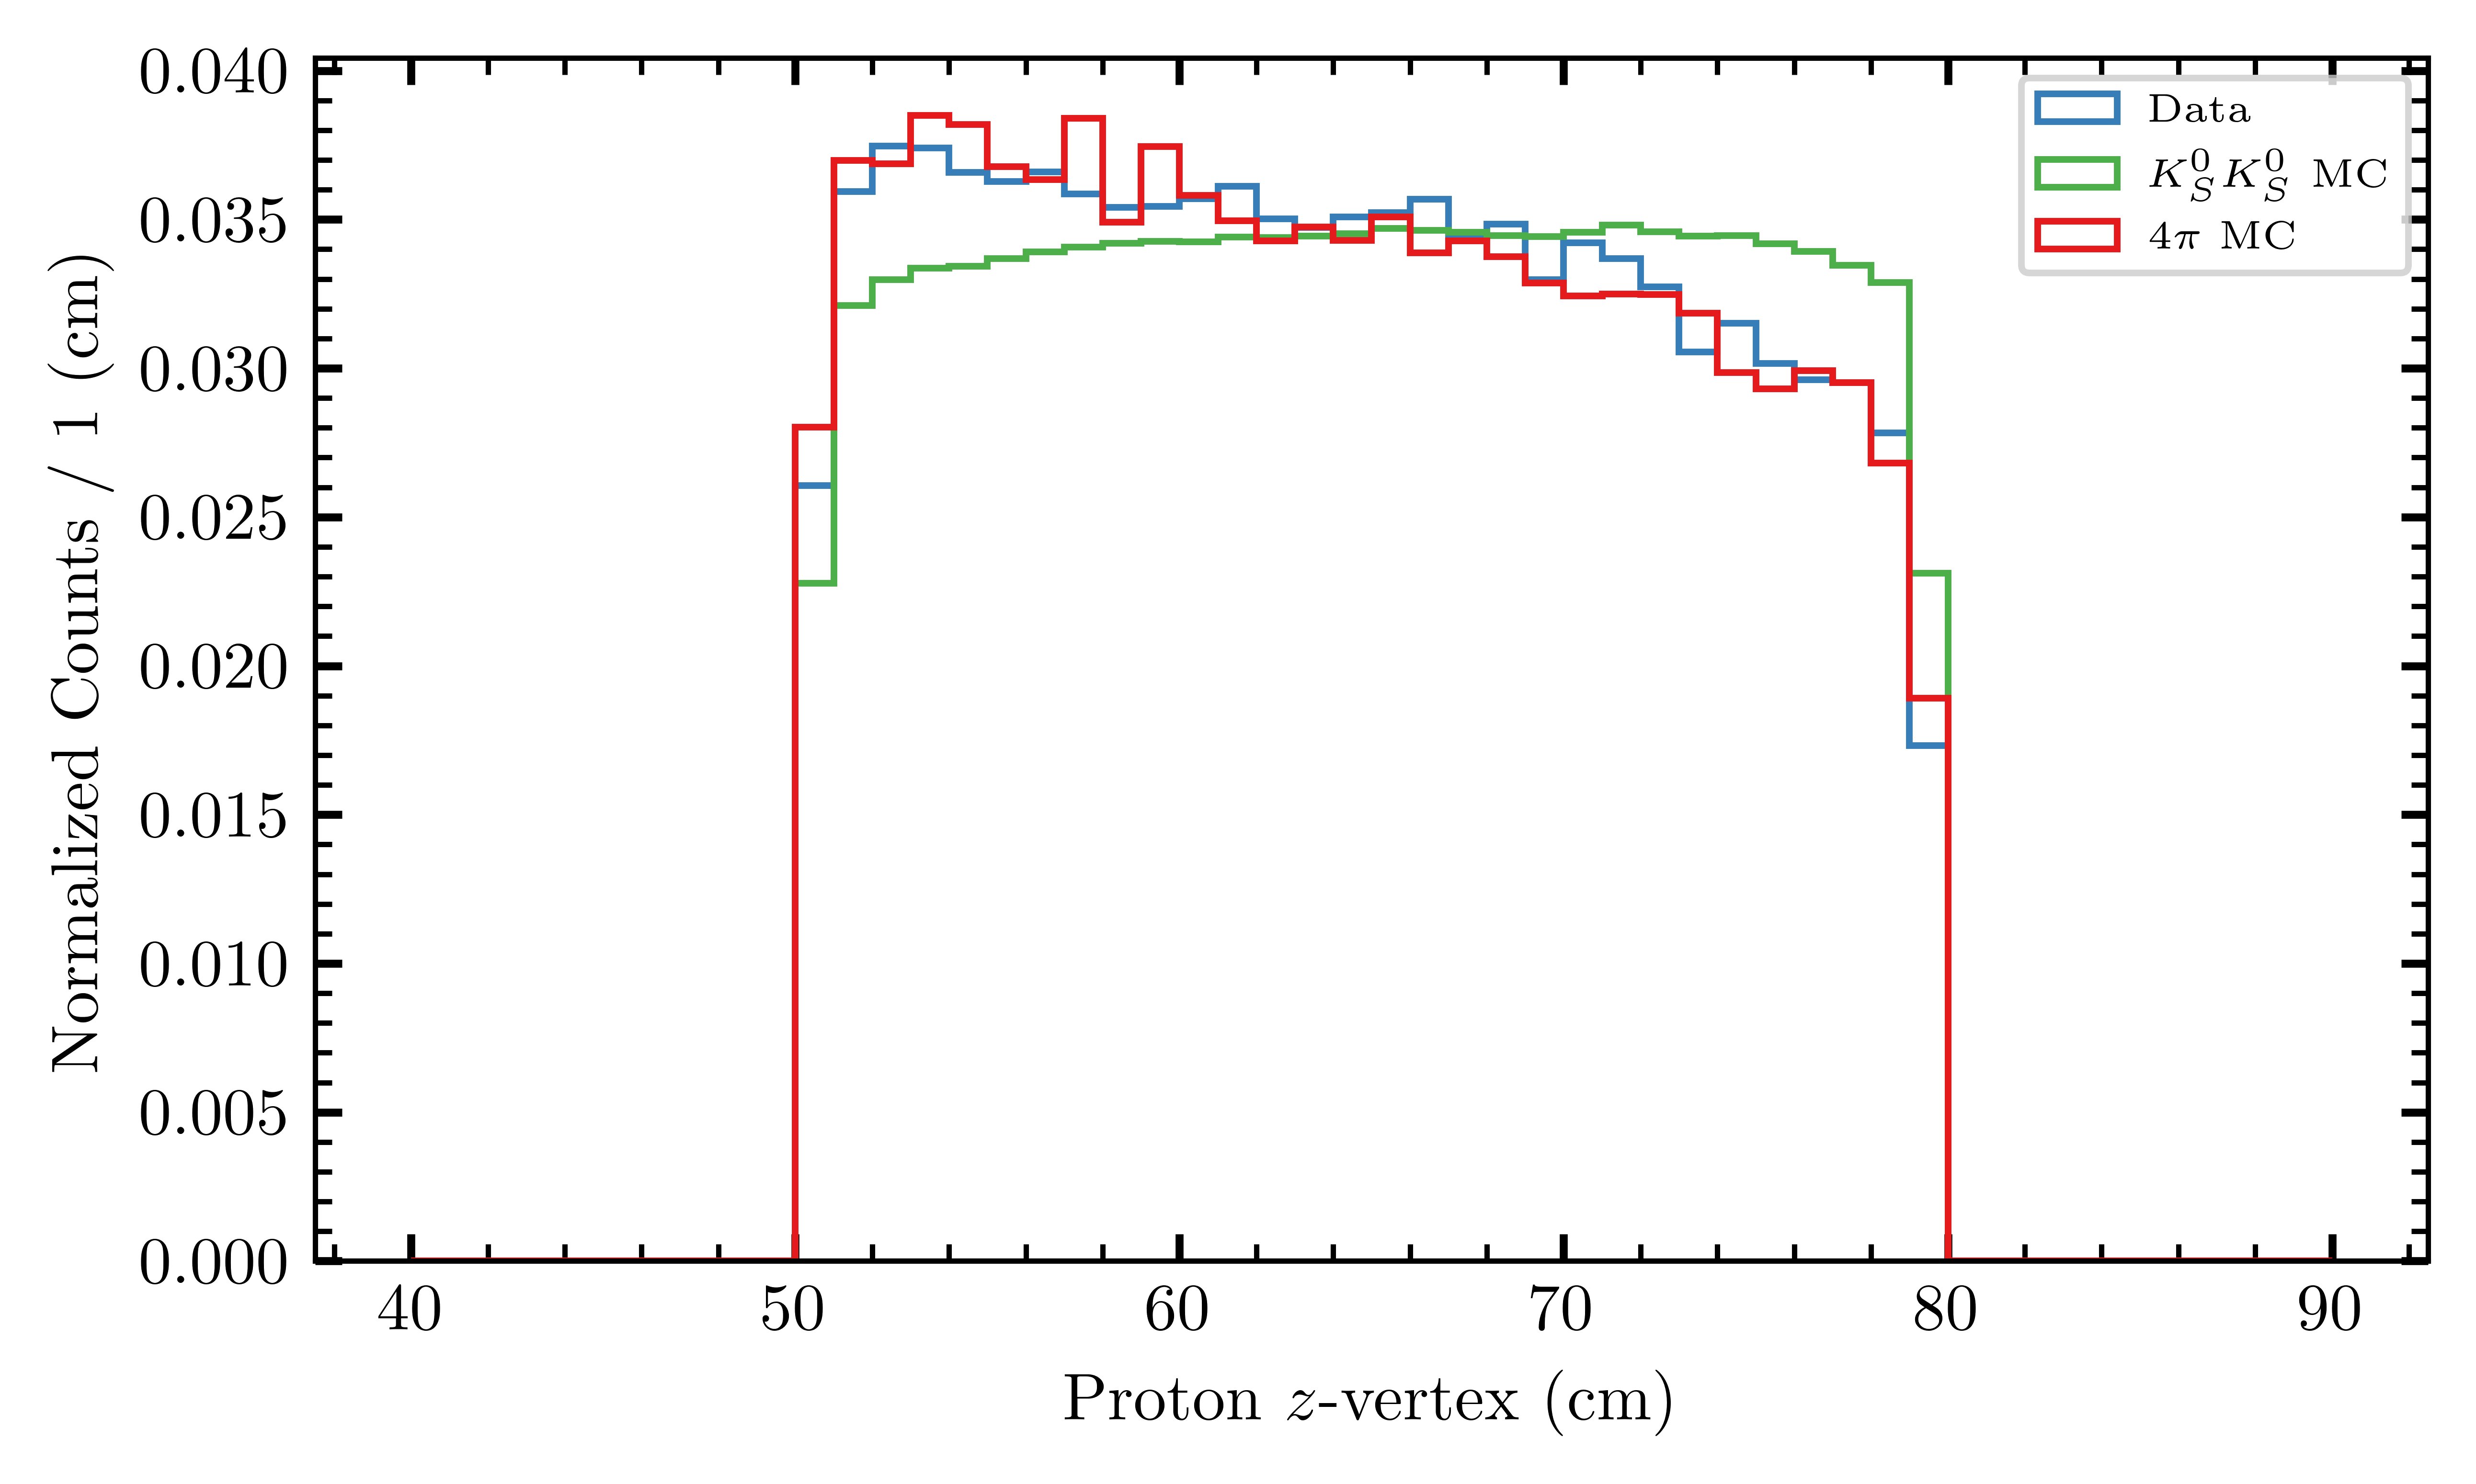 Normalized Counts / 1 (cm)
0.040
0.035
0.030
0.025
0.020
0.015
0.010
0.005
0.000
Data
K⁰_S K⁰_S MC
4π MC
40 50 60 70 80 90
Proton z-vertex (cm)